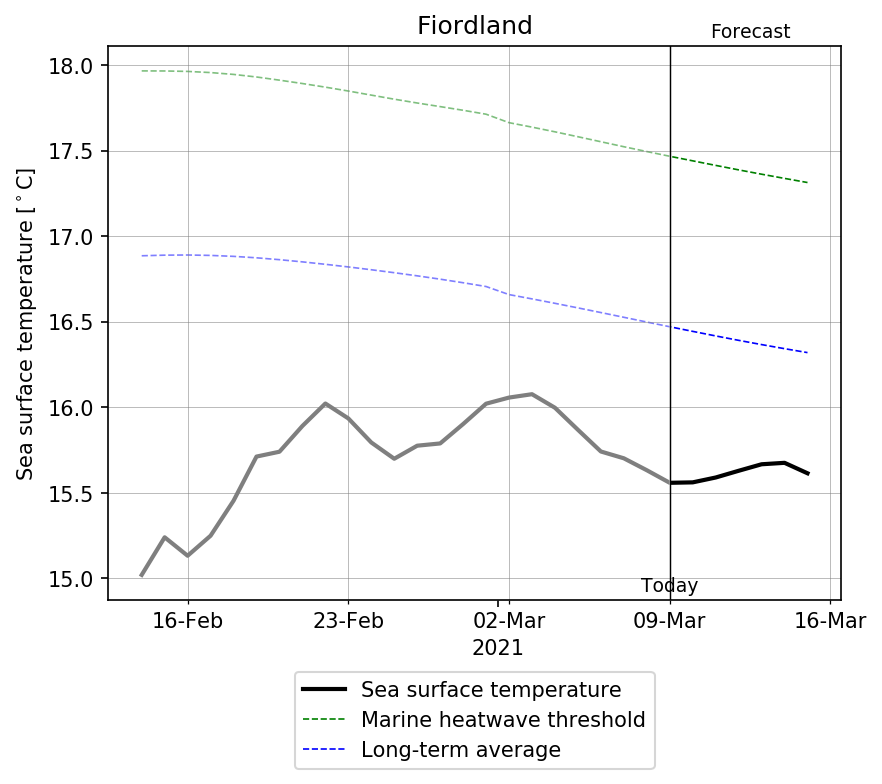 Fiordland
Forecast
Sea surface temperature [°C]
18.0
17.5
17.0
16.5
16.0
15.5
15.0
Today
16-Feb
23-Feb
02-Mar
09-Mar
16-Mar
2021
Sea surface temperature
Marine heatwave threshold
Long-term average